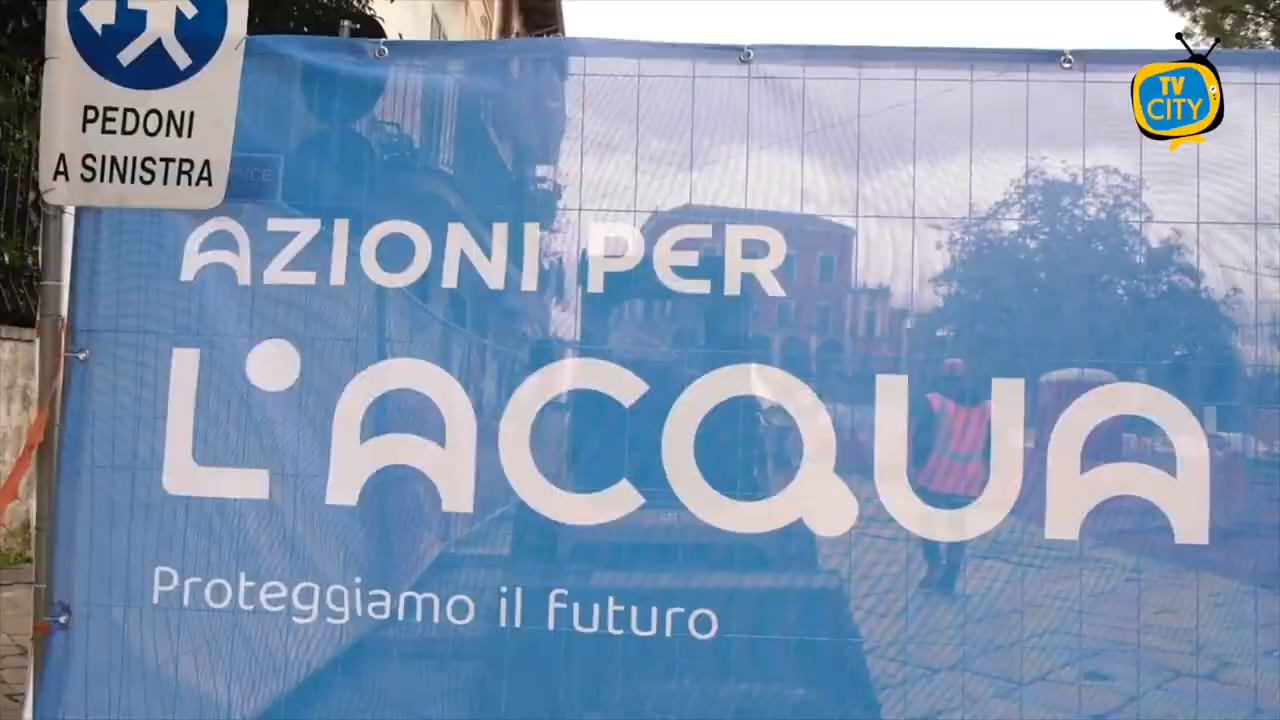 PEDONI
A SINISTRA
TV
CITY
AZIONI PER
L'ACQUA
Proteggiamo il futuro